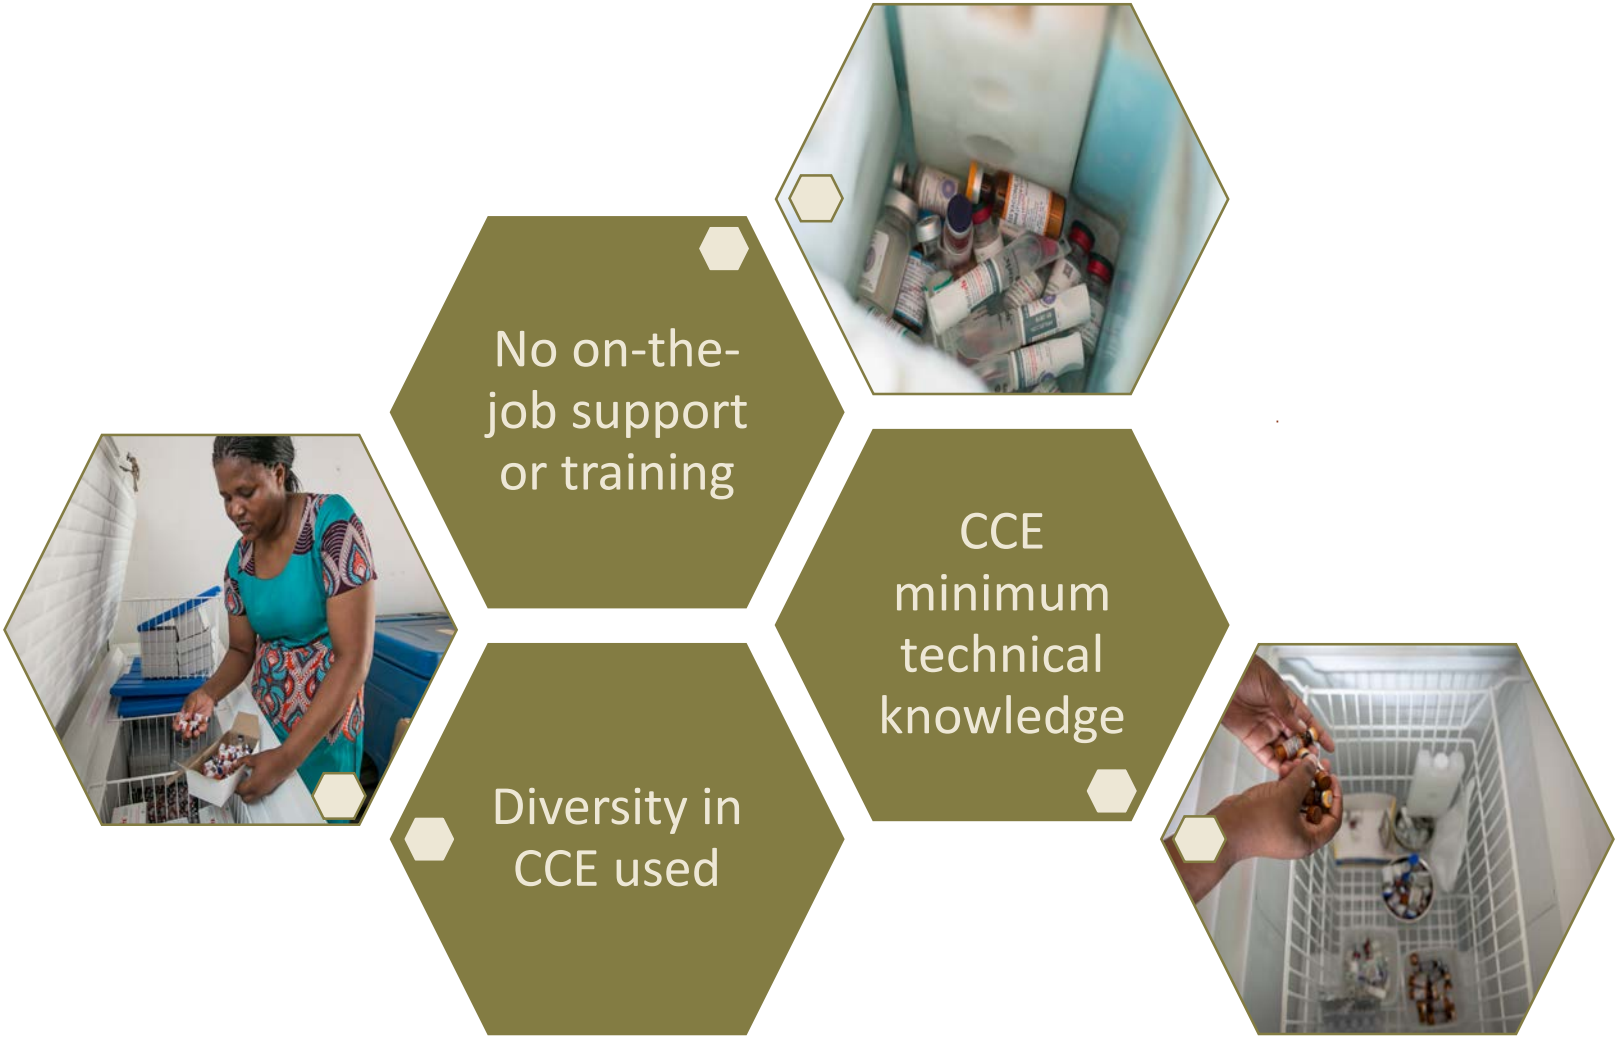 No on-the-
job support
or training
CCE
minimum
technical
knowledge
Diversity in
CCE used